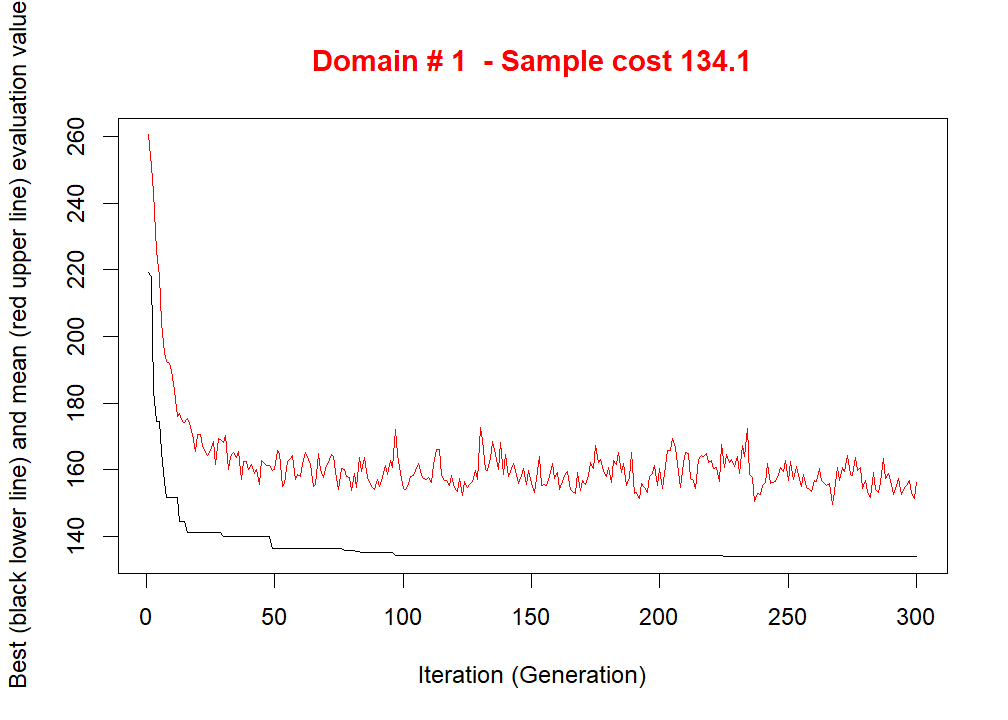 Domain # 1  - Sample cost 134.1
Best (black lower line) and mean (red upper line) evaluation value
260
240
220
200
180
160
140
0 50 100 150 200 250 300
Iteration (Generation)